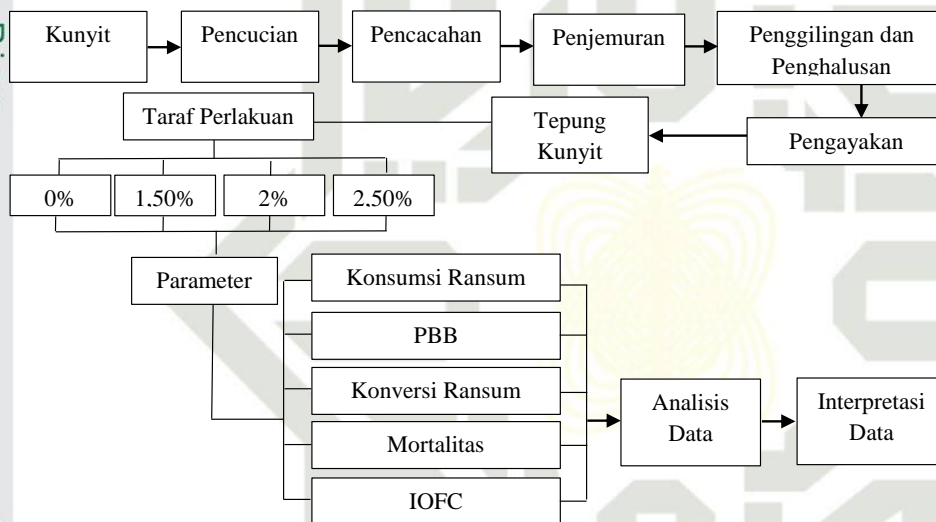 Kunyit
Pencucian
Pencacahan
Penjemuran
Penggilingan dan
Penghalusan
Taraf Perlakuan
Tepung
Kunyit
Pengayakan
0%
1,50%
2%
2,50%
Parameter
Konsumsi Ransum
PBB
Konversi Ransum
Mortalitas
IOFC
Analisis
Data
Interpretasi
Data